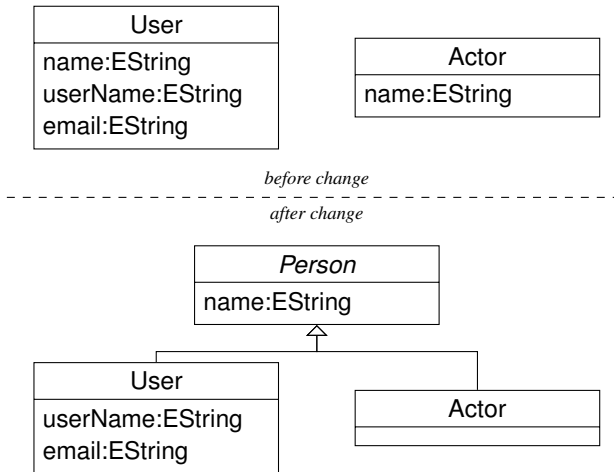 User
name:EString
userName:EString
email:EString
Actor
name:EString
before change
after change
Person
name:EString
User
userName:EString
email:EString
Actor